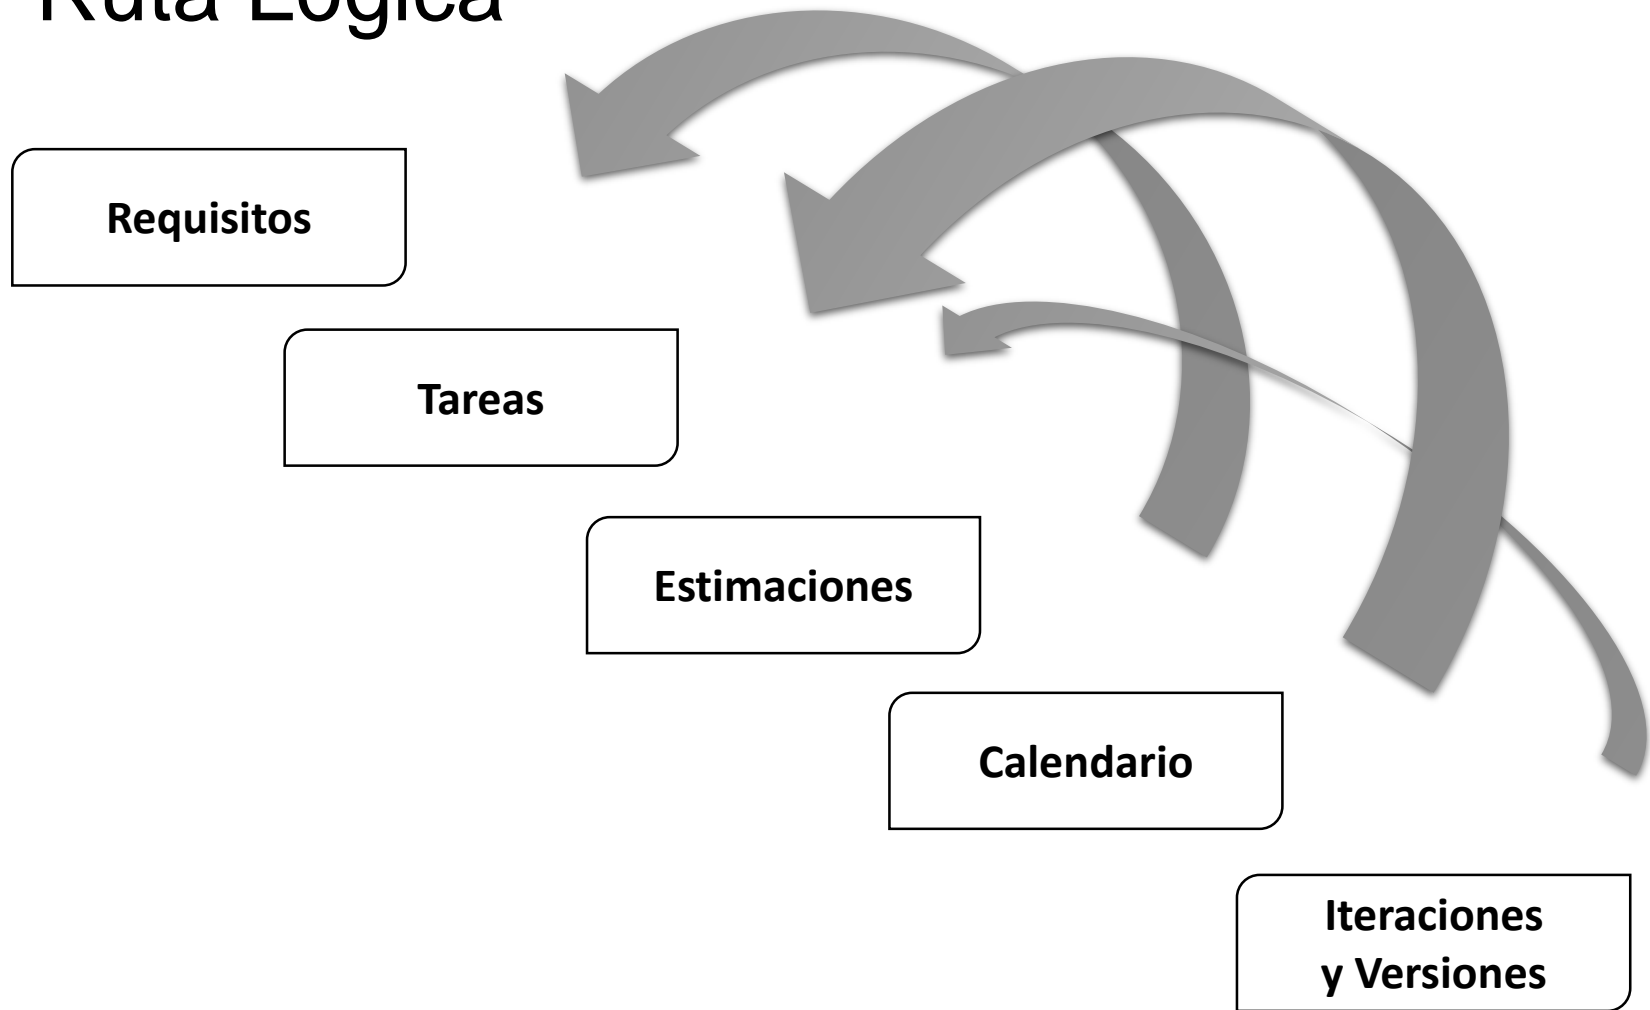 Ruta Lógica
Requisitos
Tareas
Estimaciones
Calendario
Iteraciones
y Versiones